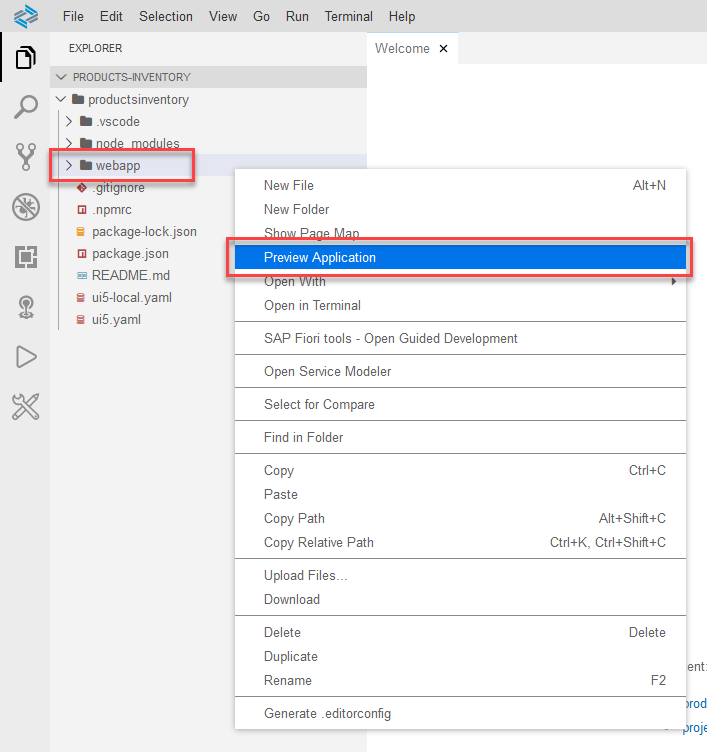 File Edit Selection View Go Run Terminal Help
EXPLORER
Welcome
PRODUCTS-INVENTORY
productsinventory
.vscode
node_modules
webapp
.gitignore
.npmrc
package-lock.json
package.json
README.md
ui5-local.yaml
ui5.yaml
New File Alt+N
New Folder
Show Page Map
Preview Application
Open With
Open in Terminal
SAP Fiori tools - Open Guided Development
Open Service Modeler
Select for Compare
Find in Folder
Copy Ctrl+C
Paste
Copy Path Alt+Shift+C
Copy Relative Path Ctrl+K, Ctrl+Shift+C
Upload Files...
Download
Delete Delete
Duplicate
Rename F2
Generate .editorconfig
ent:
prod
proje